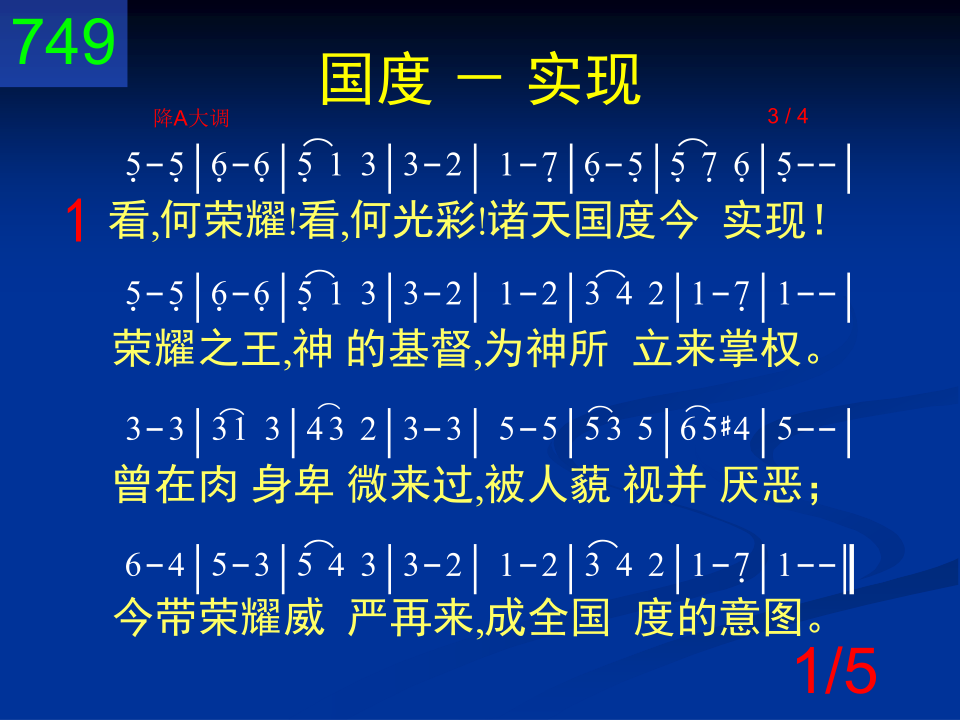 749
国度 － 实现
降A大调 3 / 4
5̣－5̣│6̣－6̣│5̣ 1 3│3－2│ 1－7̣│6̣－5̣│5̣ 7̣ 6̣│5̣－－│
1 看,何荣耀!看,何光彩!诸天国度今 实现！
5̣－5̣│6̣－6̣│5̣ 1 3│3－2│ 1－2│3 4 2│1－7̣│1－－│
荣耀之王,神 的基督,为神所 立来掌权。
3－3│31 3│43 2│3－3 5－5│53 5│65♯4│5－－│
曾在肉 身卑 微来过,被人藐 视并 厌恶；
6－4│5－3│5 4 3│3－2│ 1－2│3 4 2│1－7̣│1－－║
今带荣耀威 严再来,成全国 度的意图。
1/5